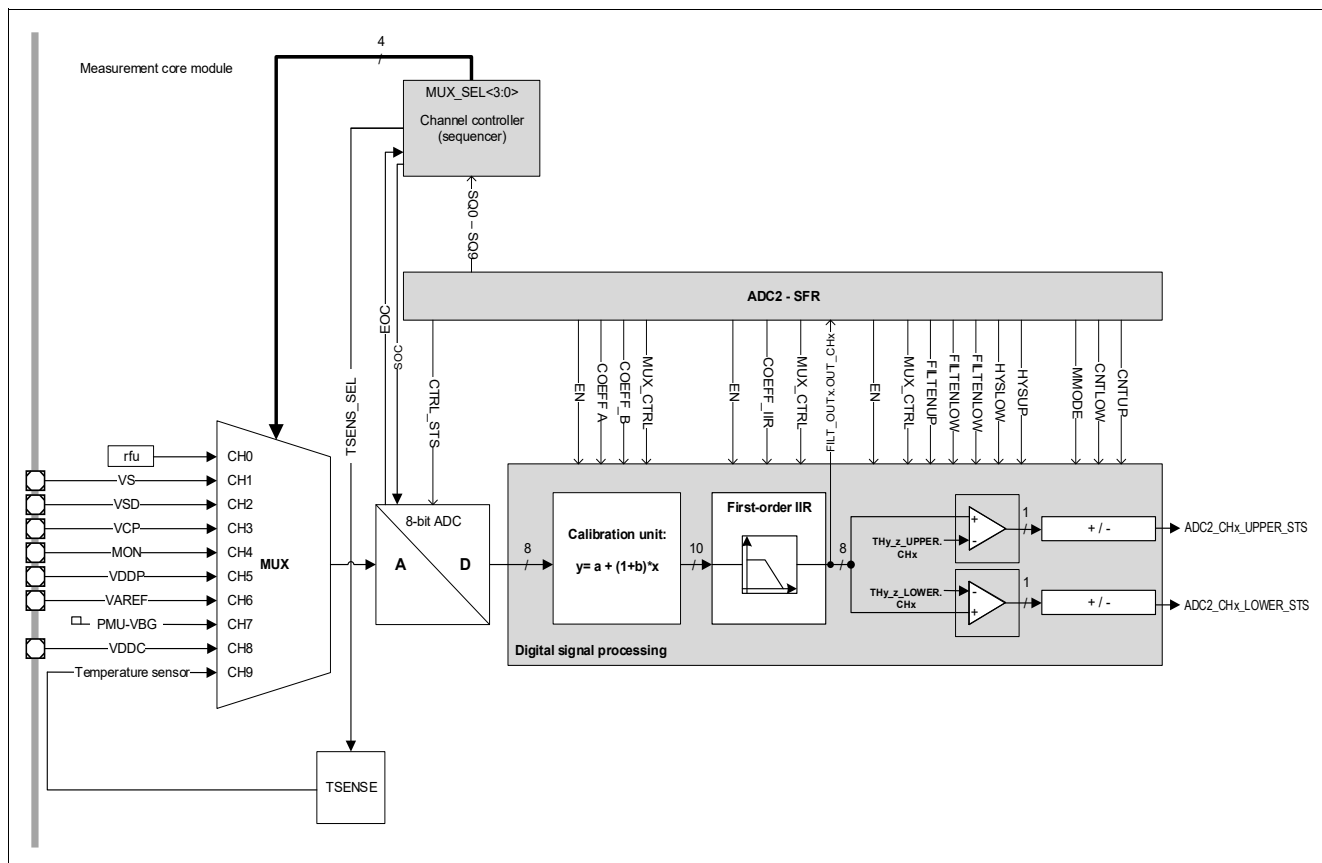 4
Measurement core module
MUX_SEL<3:0>
Channel controller
(sequencer)
SQ0 – SQ9
ADC2 - SFR
EOC
SOC
TSENS_SEL
CTRL_STS
EN
COEFF_A
COEFF_B
MUX_CTRL
EN
COEFF_IIR
MUX_CTRL
FILT_OUTx.OUT_CHx
EN
MUX_CTRL
FILTENUP
FILTENLOW
FILTENLOW
HYSLOW
HYSUP
MMODE
CNTLOW
CNTUP
rfu
VS
VSD
VCP
MON
VDDP
VAREF
PMU-VBG
VDDC
Temperature sensor
CH0
CH1
CH2
CH3
CH4
CH5
CH6
CH7
CH8
CH9
MUX
8-bit ADC
A
D
8
Calibration unit:
y= a + (1+b)*x
10
First-order IIR
8
THy_z_UPPER.
CHx
+
-
1
+ / -
ADC2_CHx_UPPER_STS
THy_z_LOWER.
CHx
-
+
1
+ / -
ADC2_CHx_LOWER_STS
Digital signal processing
TSENSE